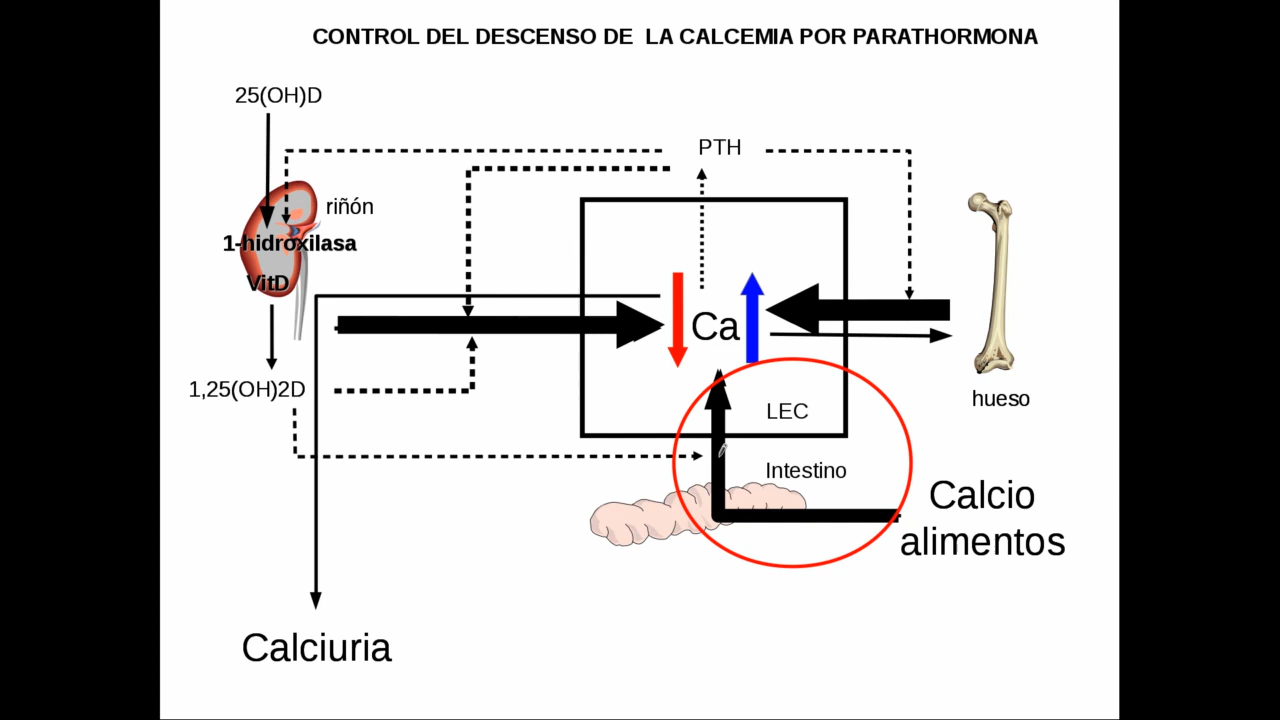 CONTROL DEL DESCENSO DE LA CALCEMIA POR PARATHORMONA
25(OH)D
PTH
riñón
1-hidroxilasa
VitD
Ca
1,25(OH)2D
hueso
LEC
Intestino
Calcio
alimentos
Calciuria